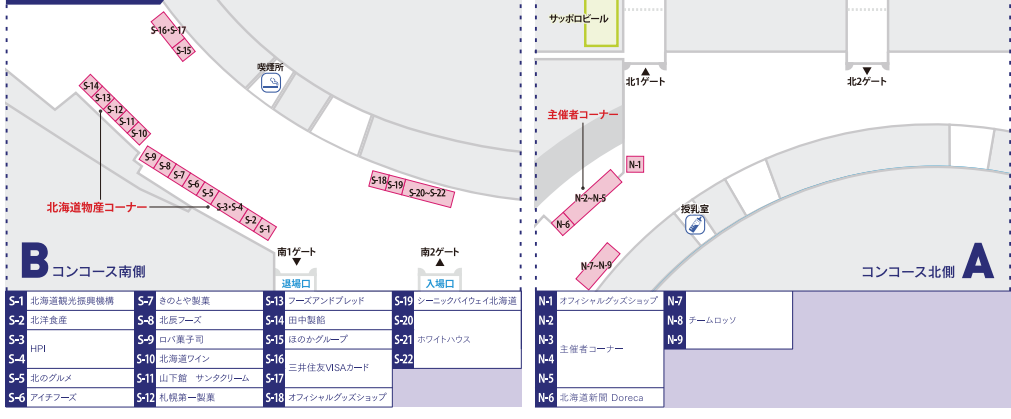 S-16・S-17
S-15
喫煙所
S-14
S-13
S-12
S-11
S-10
S-9
S-8
S-7
S-6
S-5
S-3・S-4
S-2
S-1
S-18
S-19
S-20~S-22
北海道物産コーナー
南1ゲート
▼
退場口
南2ゲート
▲
入場口
B コンコース南側
S-1 北海道観光振興機構
S-2 北洋食産
S-3
S-4
HPI
S-5 北のグルメ
S-6 アイチフーズ
S-7 きのとや製菓
S-8 北辰フーズ
S-9 ロバ菓子司
S-10 北海道ワイン
S-11 山下館 サンタクリーム
S-12 札幌第一製菓
S-13 フーズアンドブレッド
S-14 田中製餡
S-15 ほのかグループ
S-16
S-17
三井住友VISAカード
S-18 オフィシャルグッズショップ
S-19 シーニックバイウェイ北海道
S-20
S-21
S-22
ホワイトハウス
サッポロビール
▲
北1ゲート
▼
北2ゲート
主催者コーナー
N-1
N-2~N-5
N-6
N-7~N-9
授乳室
コンコース北側 A
N-1 オフィシャルグッズショップ
N-2
N-3
N-4
N-5
主催者コーナー
N-6 北海道新聞 Doreca
N-7
N-8
N-9
チームロッソ